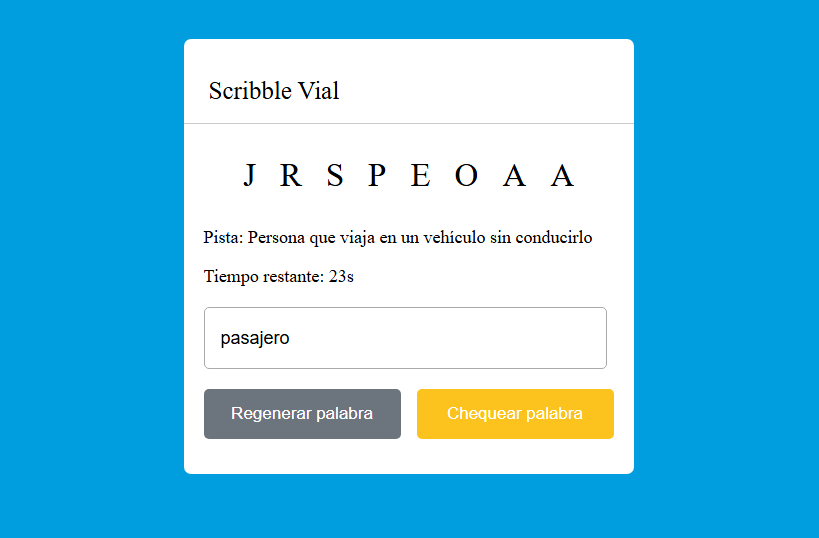 Scribble Vial
J R S P E O A A
Pista: Persona que viaja en un vehículo sin conducirlo
Tiempo restante: 23s
pasajero
Regenerar palabra Chequear palabra